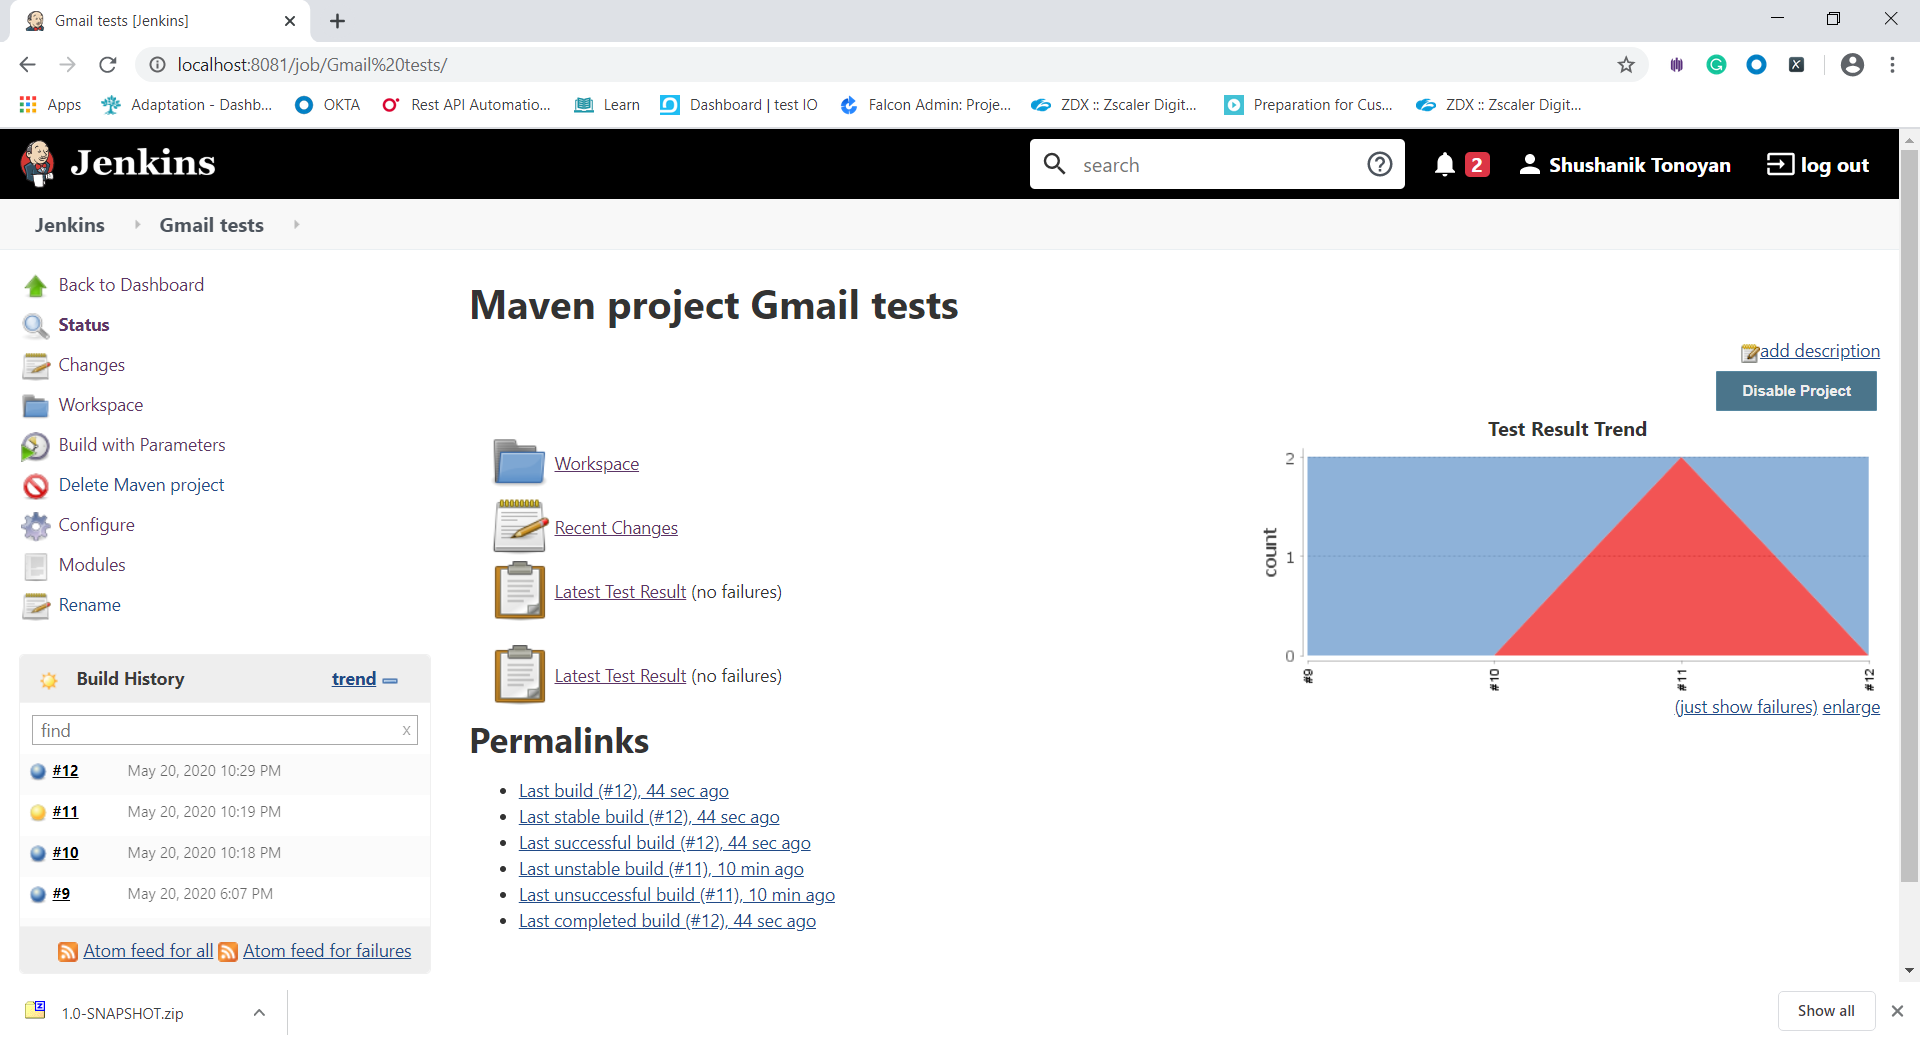 Gmail tests [Jenkins]
localhost:8081/job/Gmail%20tests/
Apps
Adaptation - Dashb...
OKTA
Rest API Automatio...
Learn
Dashboard | test IO
Falcon Admin: Proje...
ZDX :: Zscaler Digit...
Preparation for Cus...
ZDX :: Zscaler Digit...
Jenkins
search
2
Shushanik Tonoyan
log out
Jenkins
Gmail tests
Back to Dashboard
Status
Changes
Workspace
Build with Parameters
Delete Maven project
Configure
Modules
Rename
Build History
trend
find
x
#12 May 20, 2020 10:29 PM
#11 May 20, 2020 10:19 PM
#10 May 20, 2020 10:18 PM
#9 May 20, 2020 6:07 PM
Atom feed for all
Atom feed for failures
Maven project Gmail tests
add description
Disable Project
Workspace
Recent Changes
Latest Test Result (no failures)
Latest Test Result (no failures)
Test Result Trend
count
2
1
0
#9
#10
#11
#12
(just show failures) enlarge
Permalinks
Last build (#12), 44 sec ago
Last stable build (#12), 44 sec ago
Last successful build (#12), 44 sec ago
Last unstable build (#11), 10 min ago
Last unsuccessful build (#11), 10 min ago
Last completed build (#12), 44 sec ago
1.0-SNAPSHOT.zip
Show all